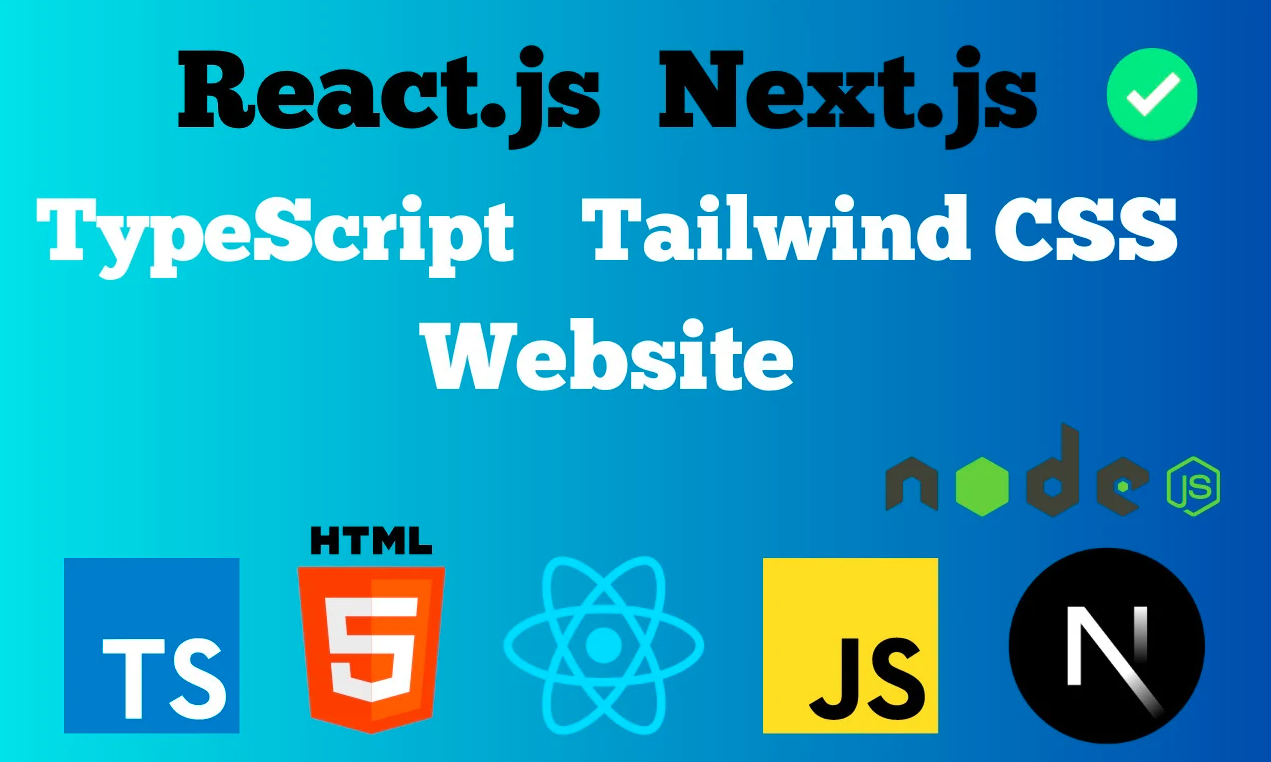 React.js Next.js
TypeScript Tailwind CSS
Website
node JS
HTML
5
TS
JS
N